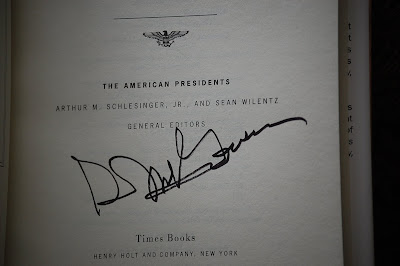 THE AMERICAN PRESIDENTS
ARTHUR M. SCHLESINGER, JR., AND SEAN WILENTZ
GENERAL EDITORS
Times Books
HENRY HOLT AND COMPANY, NEW YORK